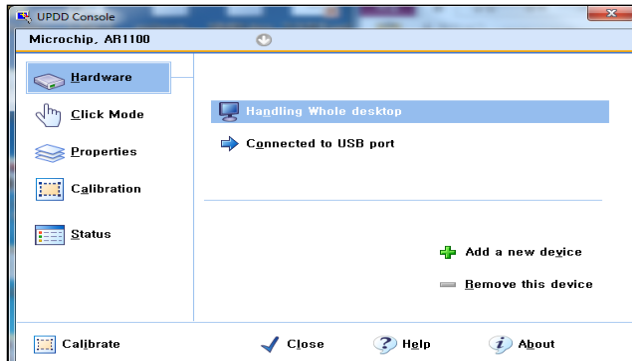 UPDD Console
Microchip, AR1100
Hardware
Click Mode
Properties
Calibration
Status
Handling Whole desktop
Connected to USB port
Add a new device
Remove this device
Calibrate
Close
Help
About